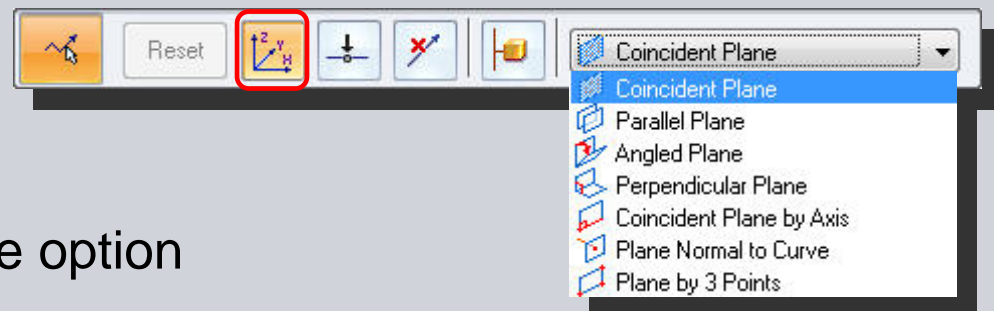 Reset
Z Y X
Coincident Plane
Coincident Plane
Parallel Plane
Angled Plane
Perpendicular Plane
Coincident Plane by Axis
Plane Normal to Curve
Plane by 3 Points
e option